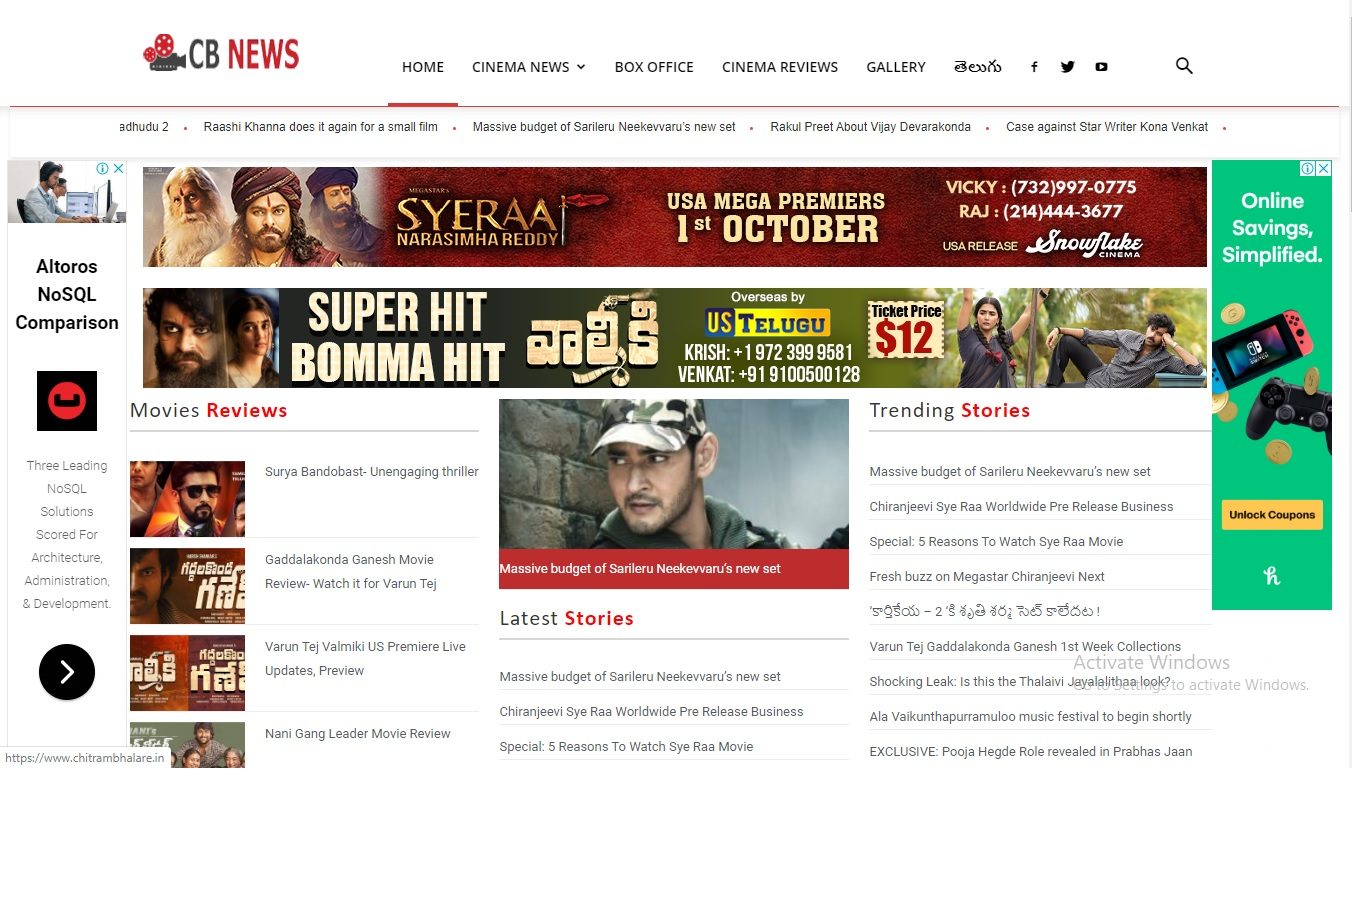 CB NEWS
HOME CINEMA NEWS BOX OFFICE CINEMA REVIEWS GALLERY తెలుగు
adhudu 2 • Raashi Khanna does it again for a small film • Massive budget of Sarileru Neekevvaru’s new set • Rakul Preet About Vijay Devarakonda • Case against Star Writer Kona Venkat •
Altoros
NoSQL
Comparison
Three Leading
NoSQL
Solutions
Scored For
Architecture,
Administration,
& Development.
MEGASTAR'S
SYERAA
NARASIMHA REDDY
USA MEGA PREMIERS
1st OCTOBER
VICKY : (732)997-0775
RAJ : (214)444-3677
USA RELEASE Snowflake
CINEMA
SUPER HIT
BOMMA HIT
వాల్మీకి
Overseas by
US TELUGU
KRISH: +1 972 399 9581
VENKAT: +91 9100500128
Ticket Price
$12
Online
Savings,
Simplified.
Unlock Coupons
h
Movies Reviews
Surya Bandobast- Unengaging thriller
గద్దలకొండ
గణేశ్
Gaddalakonda Ganesh Movie
Review- Watch it for Varun Tej
వాల్మీకి
గద్దలకొండ
గణేశ్
Varun Tej Valmiki US Premiere Live
Updates, Preview
NANI'S
Nani Gang Leader Movie Review
Massive budget of Sarileru Neekevvaru’s new set
Latest Stories
Massive budget of Sarileru Neekevvaru’s new set
Chiranjeevi Sye Raa Worldwide Pre Release Business
Special: 5 Reasons To Watch Sye Raa Movie
Trending Stories
Massive budget of Sarileru Neekevvaru’s new set
Chiranjeevi Sye Raa Worldwide Pre Release Business
Special: 5 Reasons To Watch Sye Raa Movie
Fresh buzz on Megastar Chiranjeevi Next
‘కార్తికేయ – 2 ‘కి శృతి శర్మ సెట్ కాలేదట !
Varun Tej Gaddalakonda Ganesh 1st Week Collections
Shocking Leak: Is this the Thalaivi Jayalalithaa look?
Ala Vaikunthapurramuloo music festival to begin shortly
EXCLUSIVE: Pooja Hegde Role revealed in Prabhas Jaan
Activate Windows
Go to Settings to activate Windows.
https://www.chitrambhalare.in